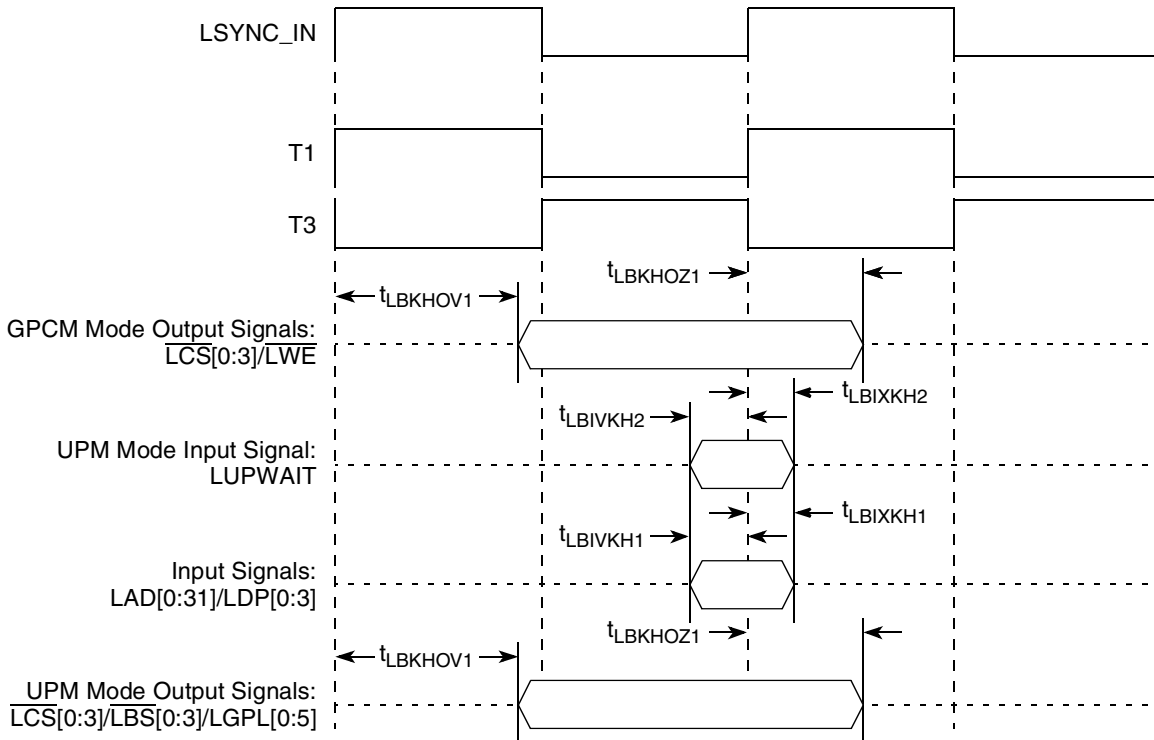 LSYNC_IN
T1
T3
tLBKHOZ1
tLBKHOV1
GPCM Mode Output Signals:
LCS[0:3]/LWE
tLBIXKH2
tLBIVKH2
UPM Mode Input Signal:
LUPWAIT
tLBIXKH1
tLBIVKH1
Input Signals:
LAD[0:31]/LDP[0:3]
tLBKHOZ1
tLBKHOV1
UPM Mode Output Signals:
LCS[0:3]/LBS[0:3]/LGPL[0:5]